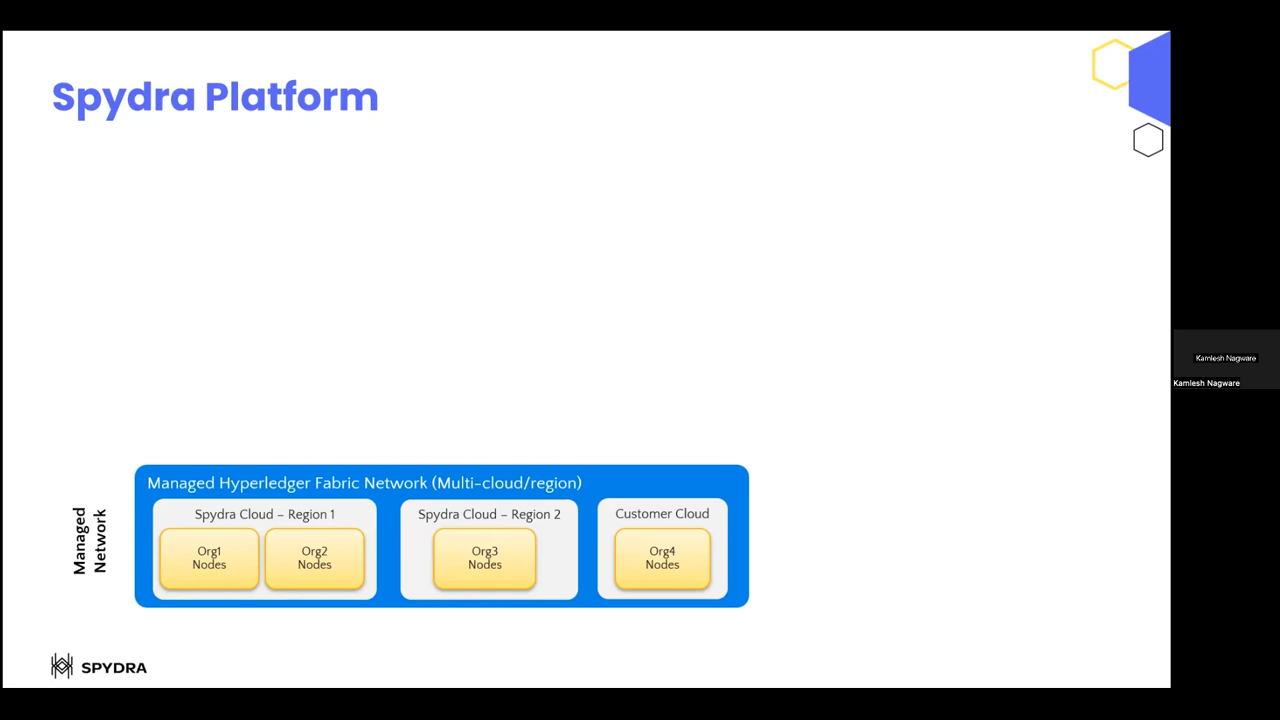 Spydra Platform
Kamlesh Nagware
Kamlesh Nagware
Managed
Network
Managed Hyperledger Fabric Network (Multi-cloud/region)
Spydra Cloud – Region 1
Org1
Nodes
Org2
Nodes
Spydra Cloud – Region 2
Org3
Nodes
Customer Cloud
Org4
Nodes
SPYDRA